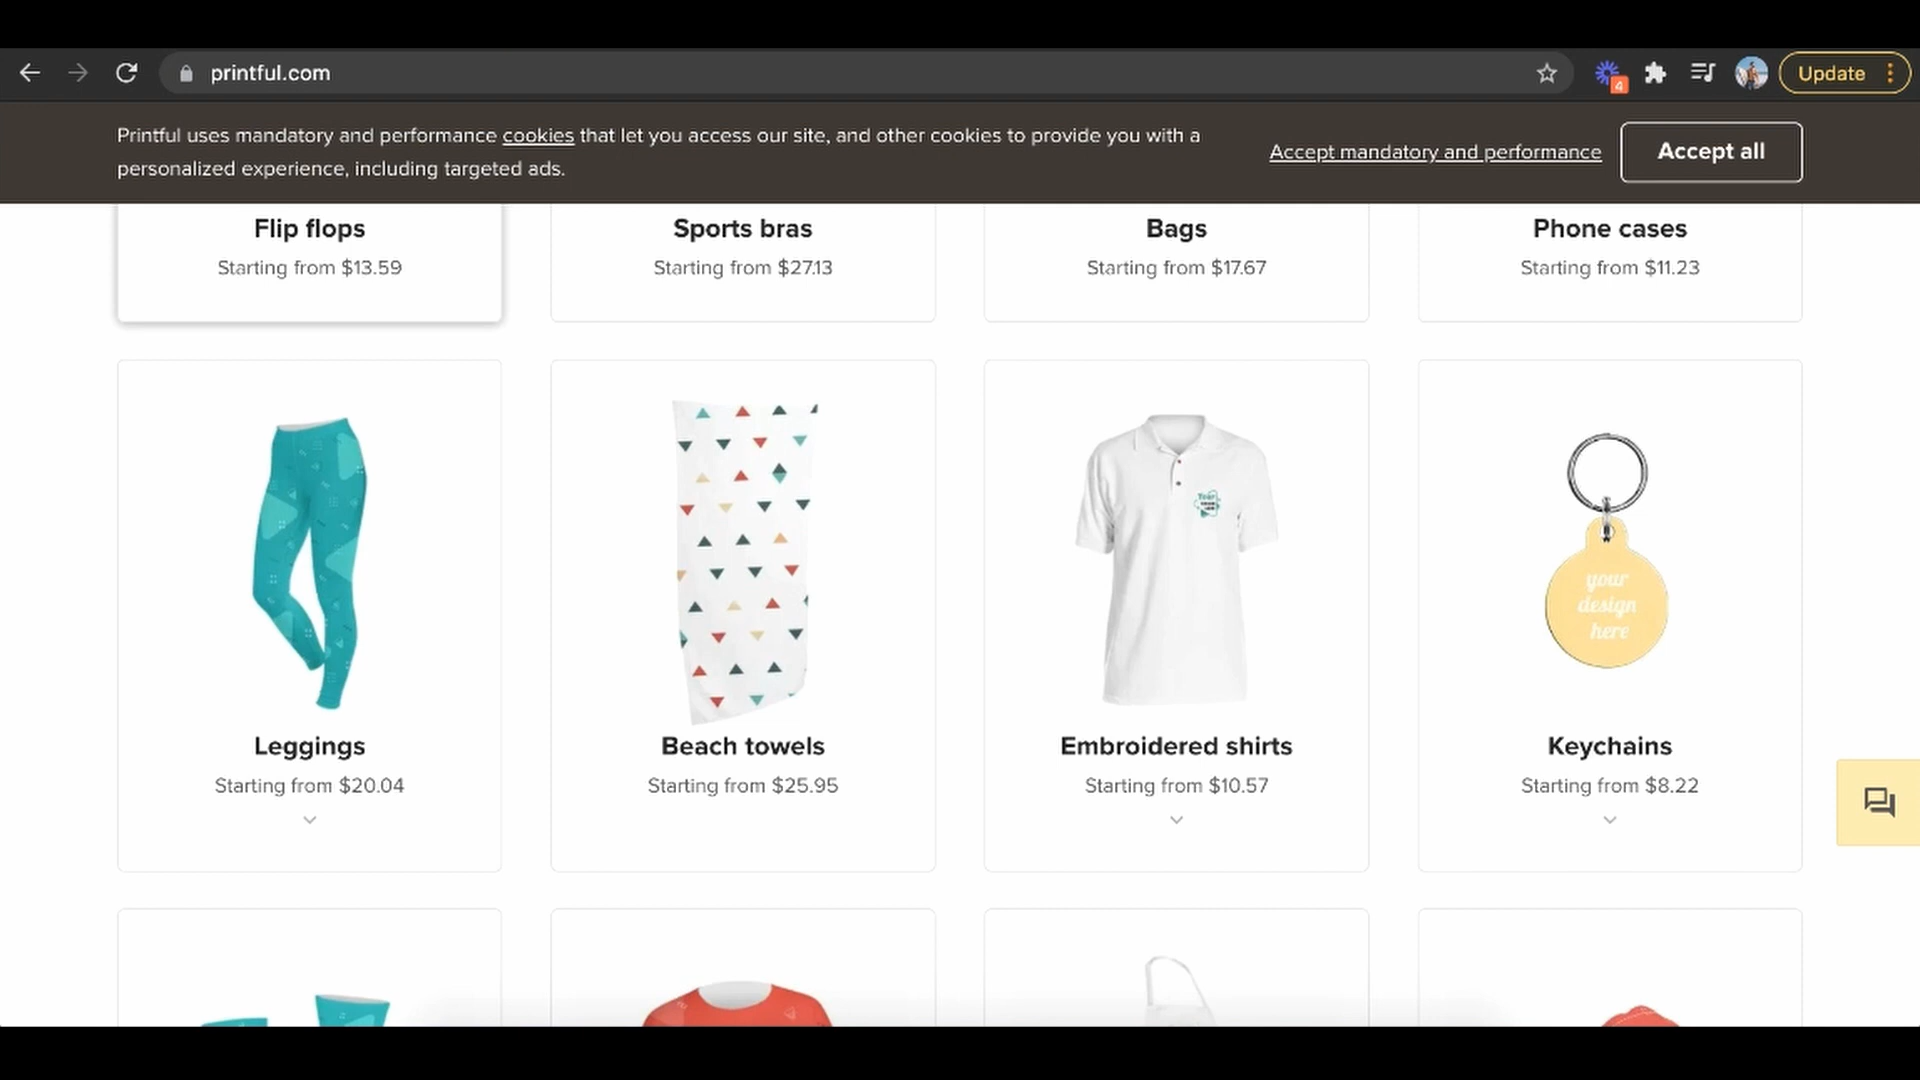 printful.com
4
Update
Printful uses mandatory and performance cookies that let you access our site, and other cookies to provide you with a
personalized experience, including targeted ads.
Accept mandatory and performance
Accept all
Flip flops
Starting from $13.59
Sports bras
Starting from $27.13
Bags
Starting from $17.67
Phone cases
Starting from $11.23
your
design
here
Leggings
Starting from $20.04
Beach towels
Starting from $25.95
Embroidered shirts
Starting from $10.57
Keychains
Starting from $8.22